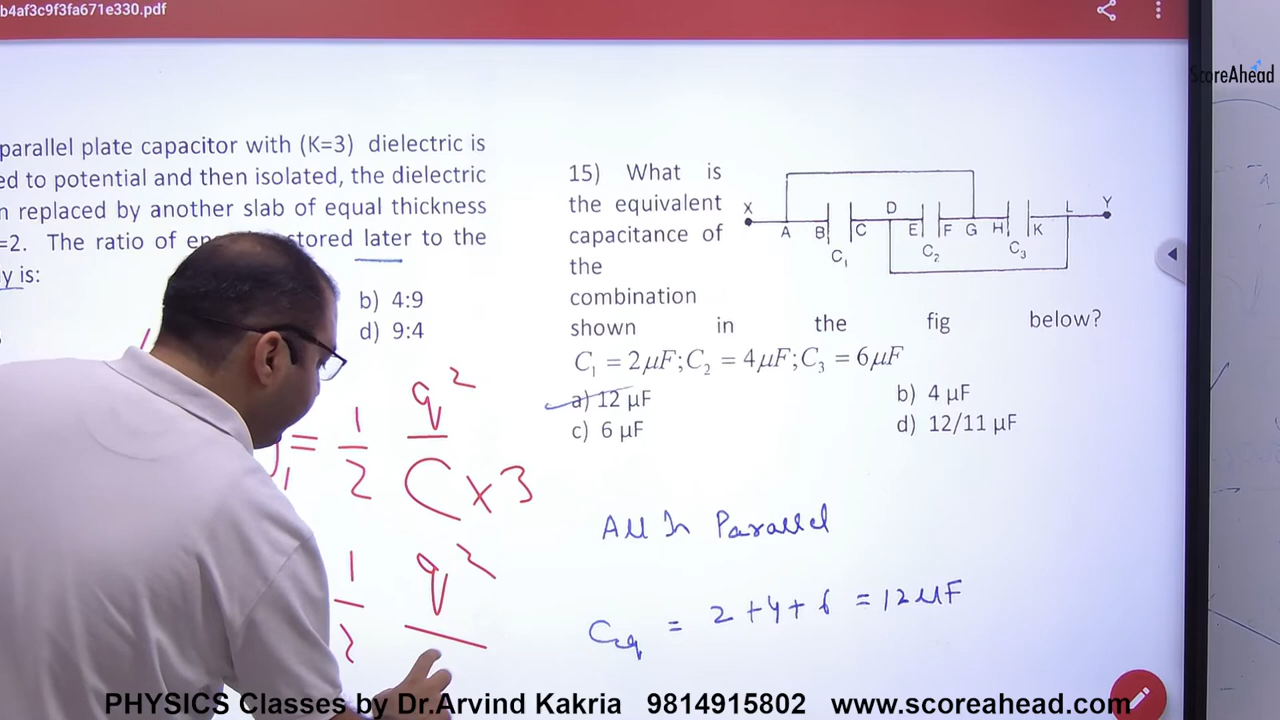 b4af3c9f3fa671e330.pdf
ScoreAhead
parallel plate capacitor with (K=3) dielectric is
ed to potential and then isolated, the dielectric
n replaced by another slab of equal thickness
=2. The ratio of stored later to the
y is:
b) 4:9
d) 9:4
= 1/2 q²/C×3
1/2 q²
15) What is
the equivalent
capacitance of
the
combination
shown in the fig below?
X A B C D E F G H K L Y
C₁ C₂ C₃
C₁ = 2μF;C₂ = 4μF;C₃ = 6μF
a) 12 μF b) 4 μF
c) 6 μF d) 12/11 μF
All In Parallel
Ceq = 2+4+6 = 12μF
PHYSICS Classes by Dr.Arvind Kakria 9814915802 www.scoreahead.com